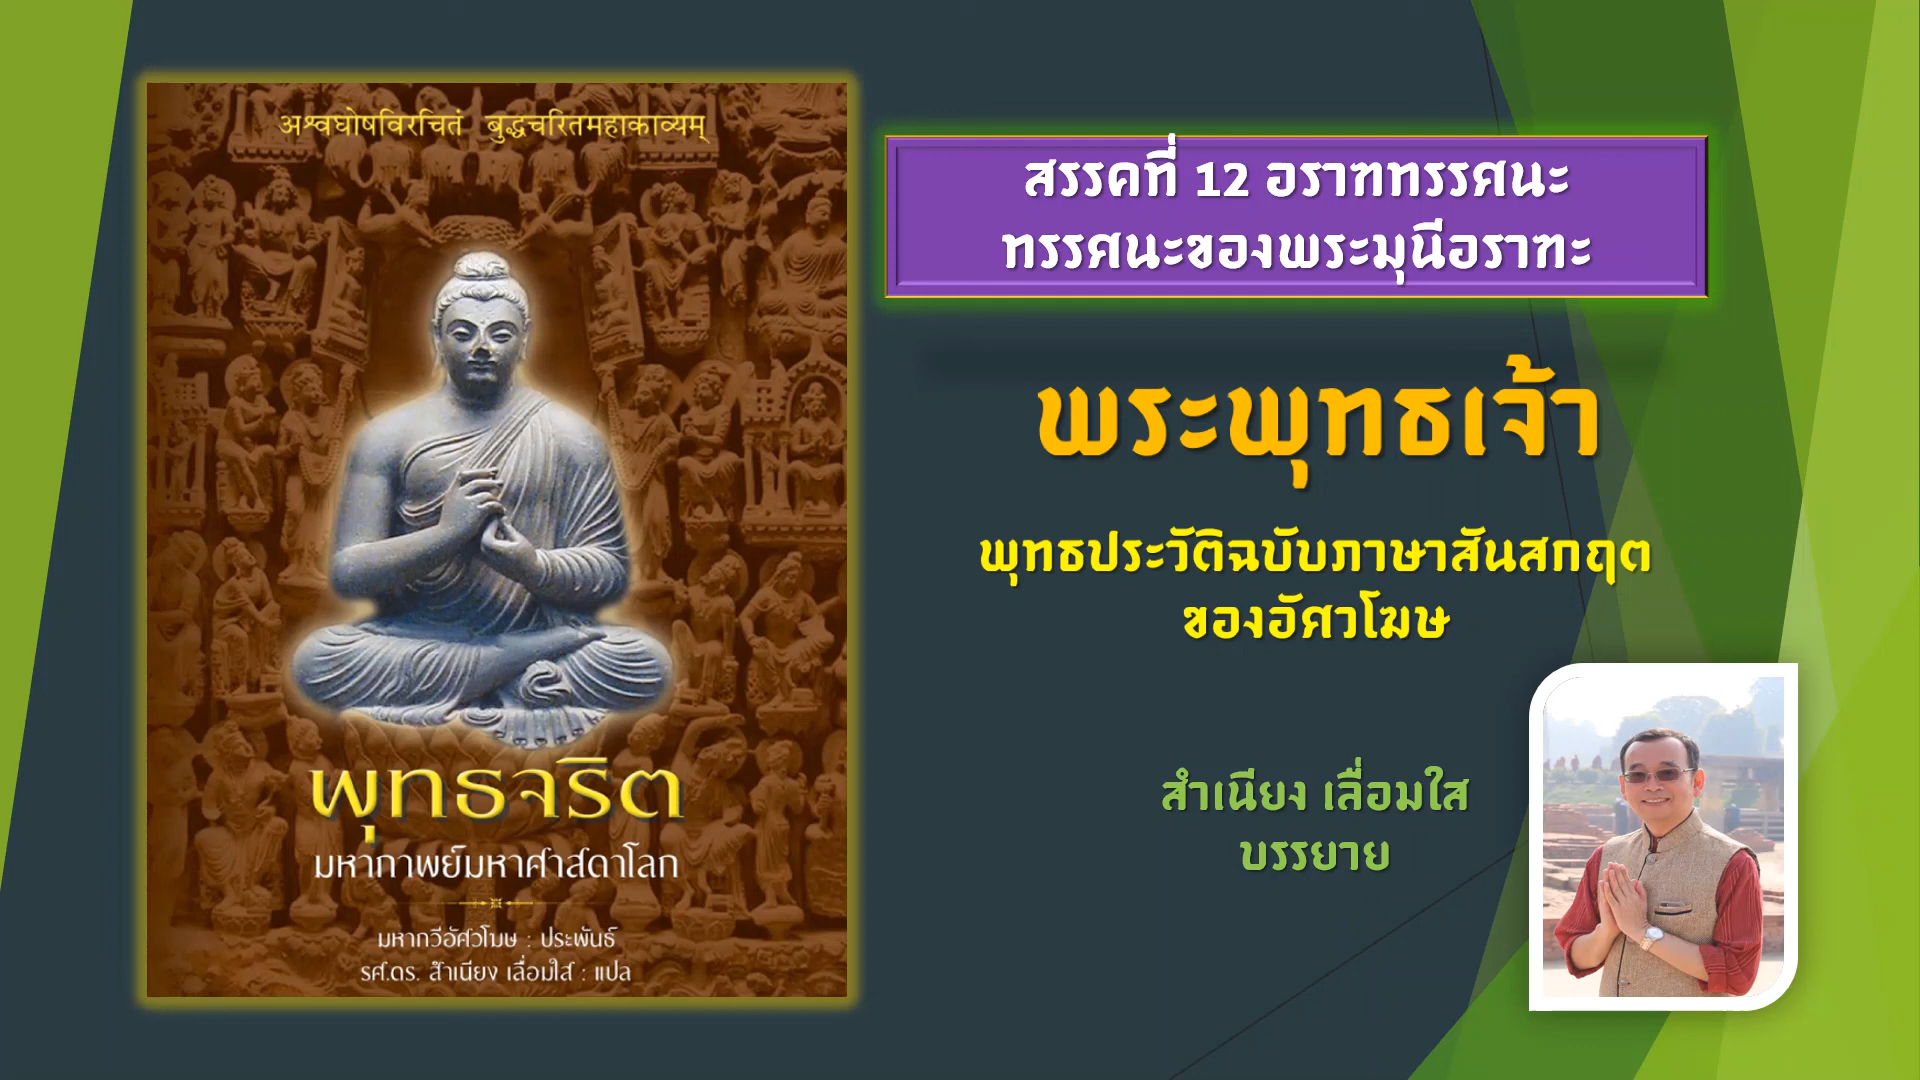 अश्वघोषविरचितं बुद्धचरितमहाकाव्यम्
พุทธจริต
มหากาพย์มหาศาสดาโลก
มหากวีอัศวโฆษ : ประพันธ์
รศ.ดร. สำเนียง เลื่อมใส : แปล
สรรคที่ 12 อราฑทรรศนะ
ทรรศนะของพระมุนีอราฑะ
พระพุทธเจ้า
พุทธประวัติฉบับภาษาสันสกฤต
ของอัศวโฆษ
สำเนียง เลื่อมใส
บรรยาย